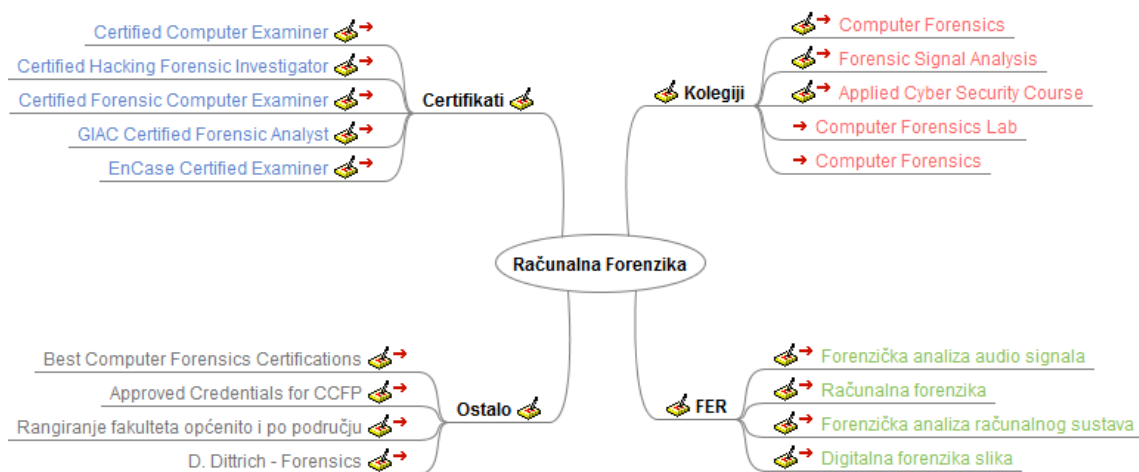 Certified Computer Examiner
Certified Hacking Forensic Investigator
Certified Forensic Computer Examiner
GIAC Certified Forensic Analyst
EnCase Certified Examiner
Certifikati
Kolegiji
Computer Forensics
Forensic Signal Analysis
Applied Cyber Security Course
Computer Forensics Lab
Computer Forensics
Računalna Forenzika
Best Computer Forensics Certifications
Approved Credentials for CCFP
Rangiranje fakulteta općenito i po području
D. Dittrich - Forensics
Ostalo
FER
Forenzička analiza audio signala
Računalna forenzika
Forenzička analiza računalnog sustava
Digitalna forenzika slika